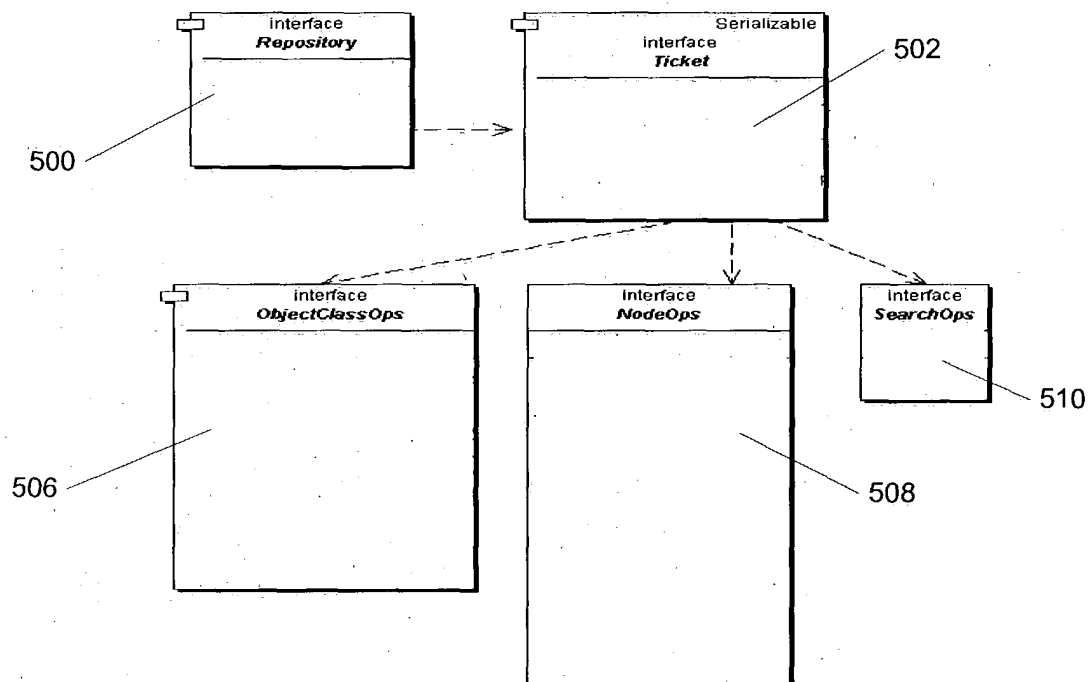 interface
Repository
Serializable
interface
Ticket
502
500
interface
ObjectClassOps
interface
NodeOps
interface
SearchOps
510
506
508